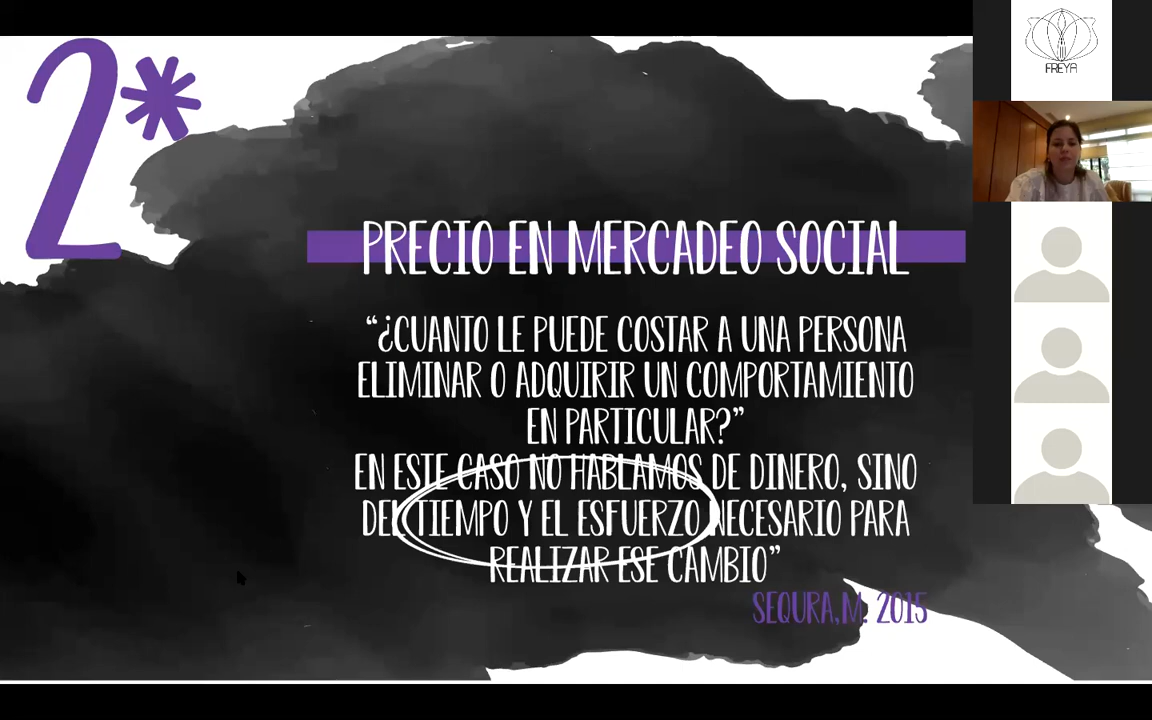 2*
FREYA
PRECIO EN MERCADEO SOCIAL
“¿CUANTO LE PUEDE COSTAR A UNA PERSONA
ELIMINAR O ADQUIRIR UN COMPORTAMIENTO
EN PARTICULAR?”
EN ESTE CASO NO HABLAMOS DE DINERO, SINO
DEL TIEMPO Y EL ESFUERZO NECESARIO PARA
REALIZAR ESE CAMBIO”
SEQURA,M. 2015